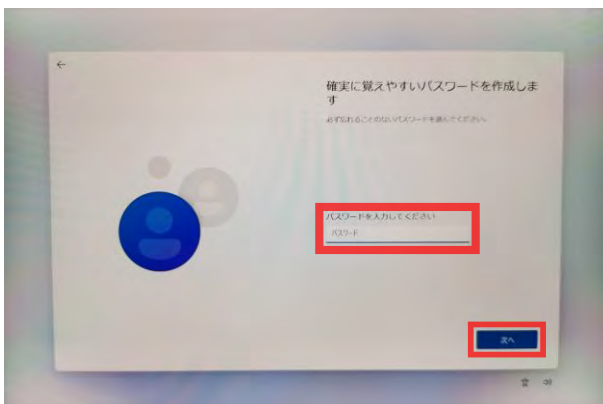 確実に覚えやすいパスワードを作成しま
す
必ず忘れることのないパスワードを選んでください。
パスワードを入力してください
パスワード
次へ